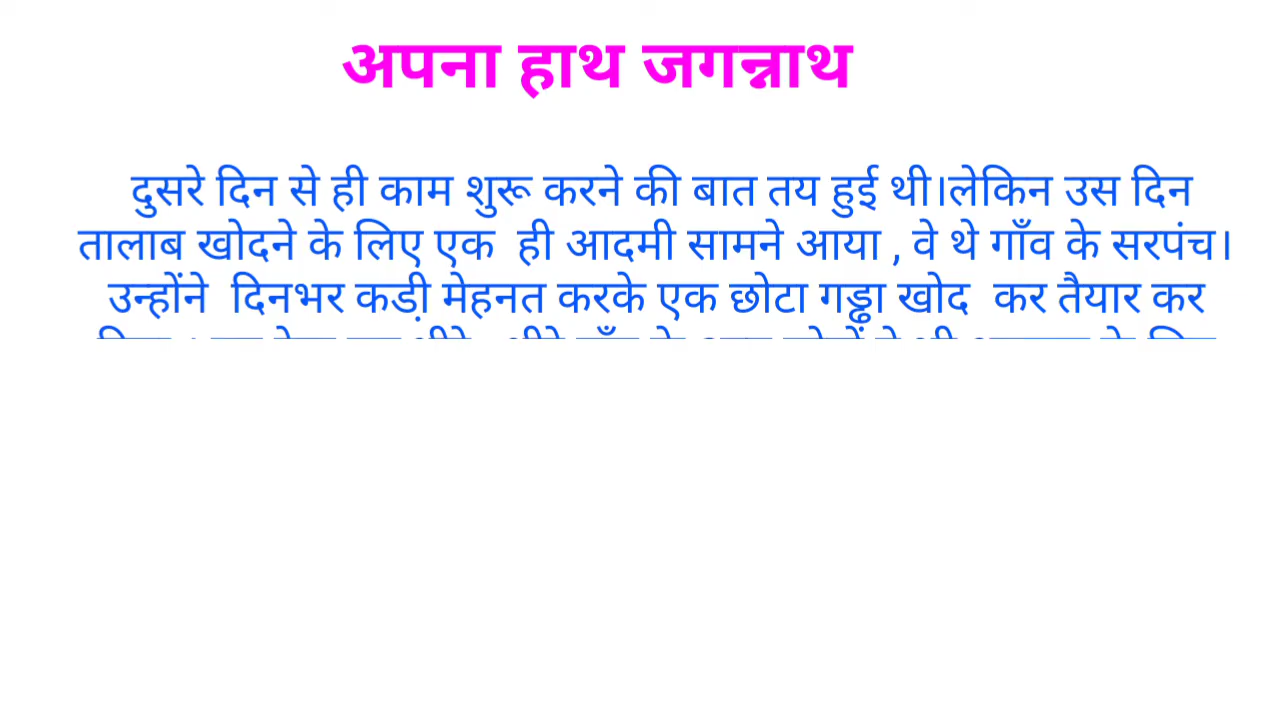 अपना हाथ जगन्नाथ
दुसरे दिन से ही काम शुरू करने की बात तय हुई थी।लेकिन उस दिन
तालाब खोदने के लिए एक  ही आदमी सामने आया , वे थे गाँव के सरपंच।
उन्होंने  दिनभर कडी़ मेहनत करके एक छोटा गड्ढा खोद  कर तैयार कर